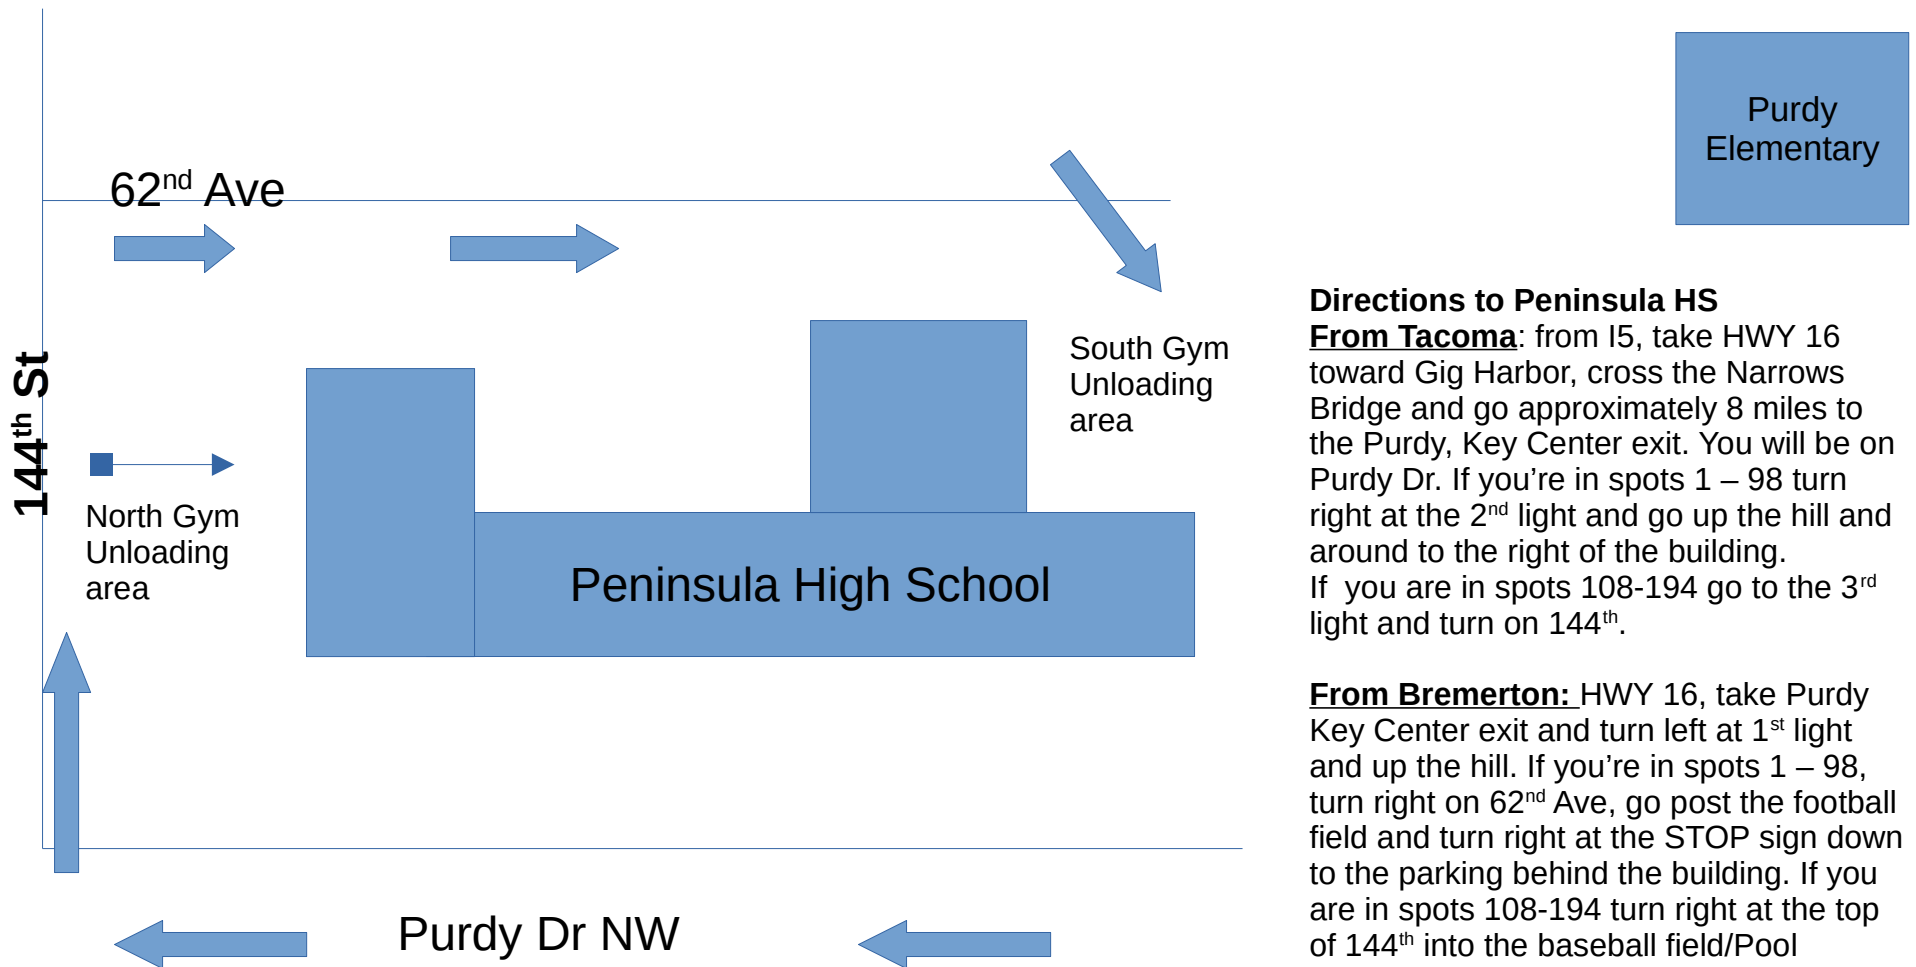 Purdy
Elementary
62nd Ave
144th St
South Gym
Unloading
area
North Gym
Unloading
area
Peninsula High School
Purdy Dr NW
Directions to Peninsula HS
From Tacoma: from I5, take HWY 16
toward Gig Harbor, cross the Narrows
Bridge and go approximately 8 miles to
the Purdy, Key Center exit. You will be on
Purdy Dr. If you’re in spots 1 – 98 turn
right at the 2nd light and go up the hill and
around to the right of the building.
If  you are in spots 108-194 go to the 3rd
light and turn on 144th.
From Bremerton: HWY 16, take Purdy
Key Center exit and turn left at 1st light
and up the hill. If you’re in spots 1 – 98,
turn right on 62nd Ave, go post the football
field and turn right at the STOP sign down
to the parking behind the building. If you
are in spots 108-194 turn right at the top
of 144th into the baseball field/Pool